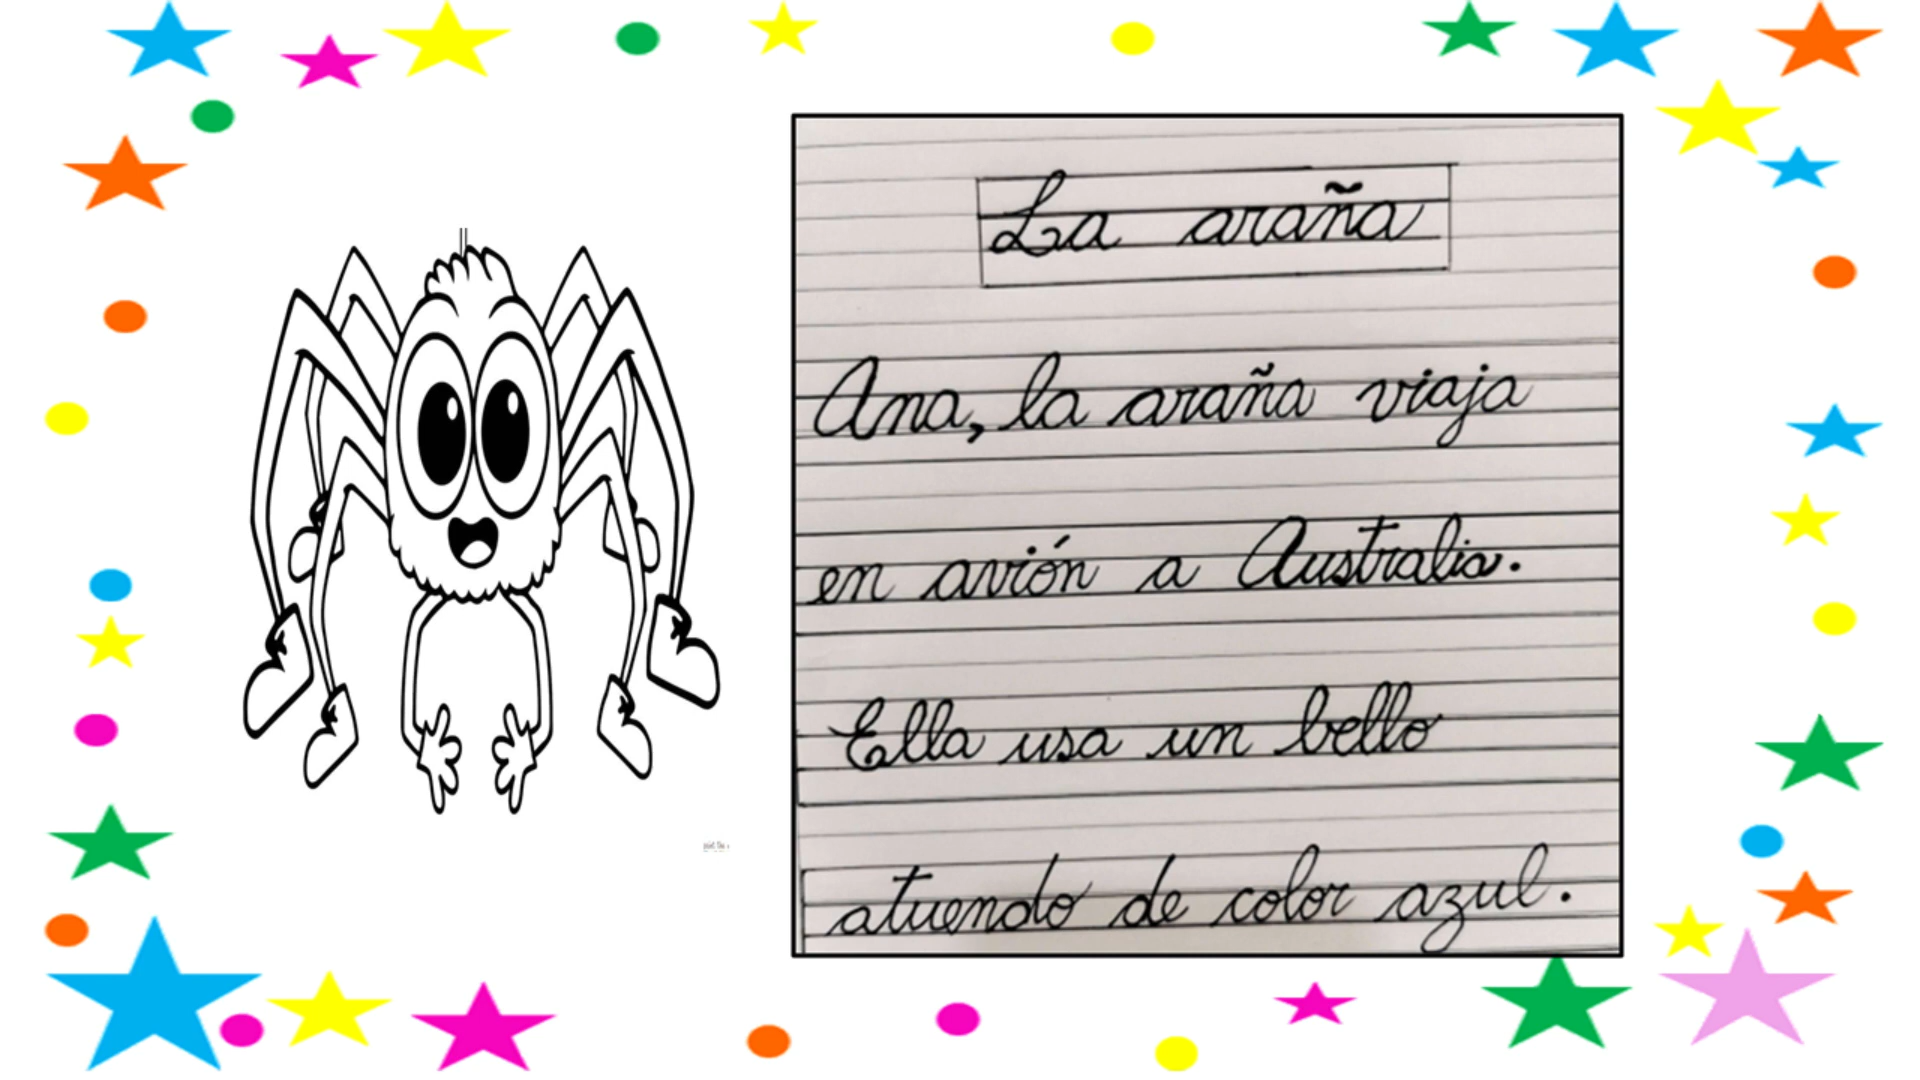 La araña
Ana, la araña viaja
en avión a Australia.
Ella usa un bello
atuendo de color azul.